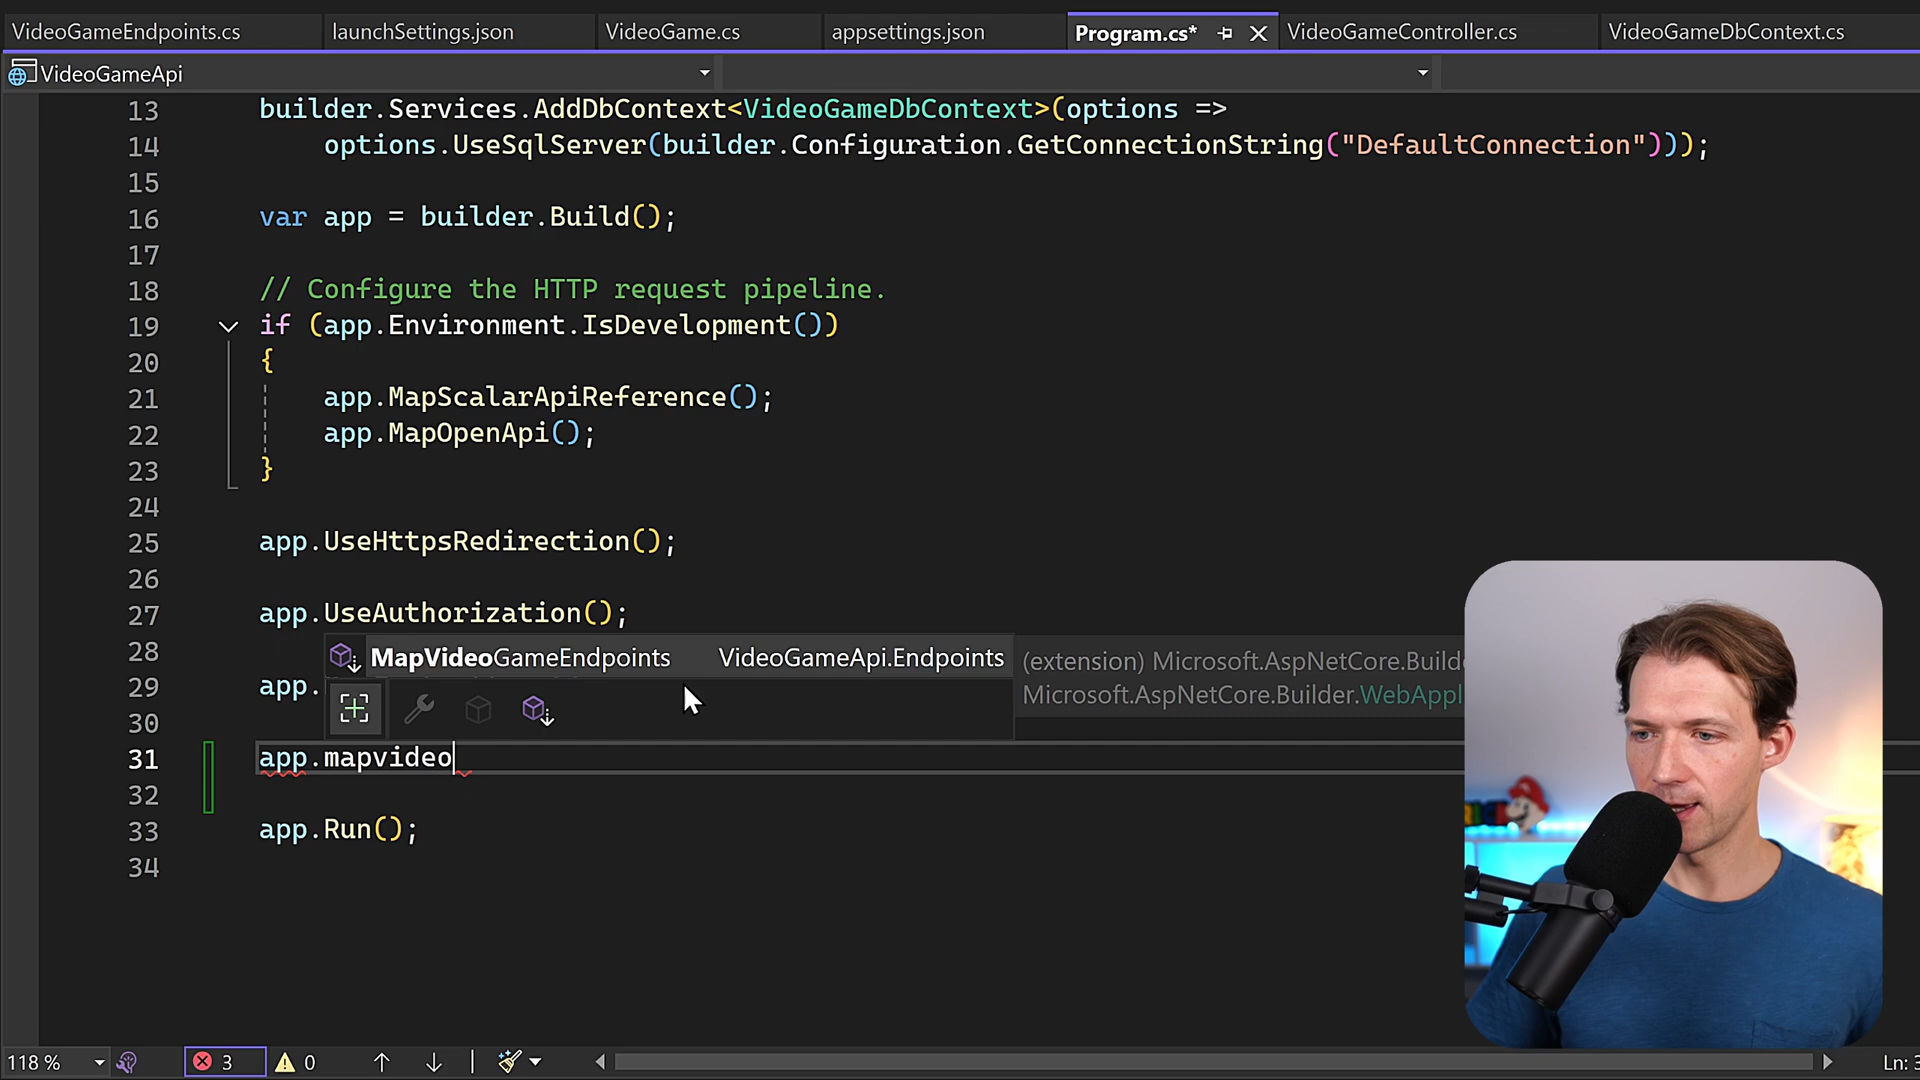 VideoGameEndpoints.cs launchSettings.json VideoGame.cs appsettings.json Program.cs* VideoGameController.cs VideoGameDbContext.cs
VideoGameApi
13 builder.Services.AddDbContext<VideoGameDbContext>(options =>
14 options.UseSqlServer(builder.Configuration.GetConnectionString("DefaultConnection")));
15
16 var app = builder.Build();
17
18 // Configure the HTTP request pipeline.
19 if (app.Environment.IsDevelopment())
20 {
21 app.MapScalarApiReference();
22 app.MapOpenApi();
23 }
24
25 app.UseHttpsRedirection();
26
27 app.UseAuthorization();
28 MapVideoGameEndpoints VideoGameApi.Endpoints (extension) Microsoft.AspNetCore.Builde
29 app. Microsoft.AspNetCore.Builder.WebAppl
30
31 app.mapvideo
32
33 app.Run();
34
118 % 3 0 Ln: 3